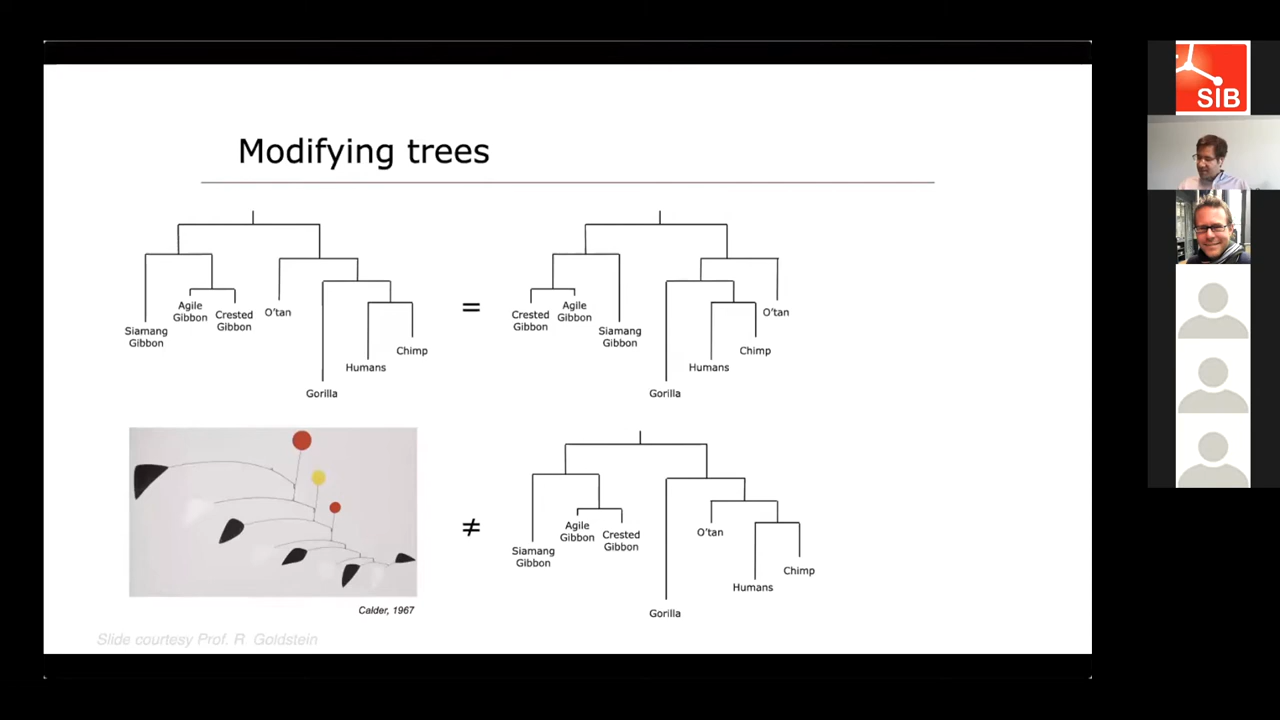 Modifying trees
Siamang
Gibbon
Agile
Gibbon
Crested
Gibbon
O'tan
Gorilla
Humans
Chimp
=
Crested
Gibbon
Agile
Gibbon
Siamang
Gibbon
Gorilla
Humans
Chimp
O'tan
Calder, 1967
≠
Siamang
Gibbon
Agile
Gibbon
Crested
Gibbon
Gorilla
O'tan
Humans
Chimp
Slide courtesy Prof. R Goldstein
SIB